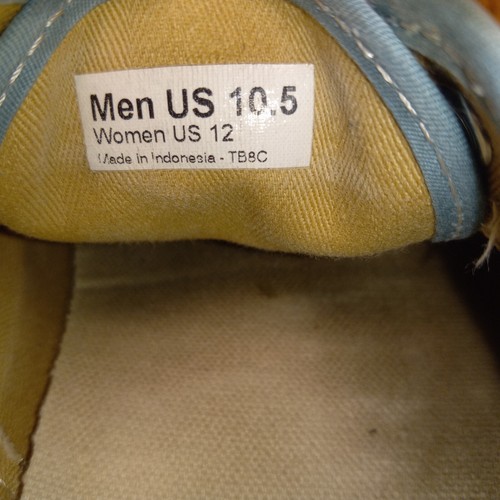 Men US 10.5
Women US 12
Made in Indonesia - TB8C